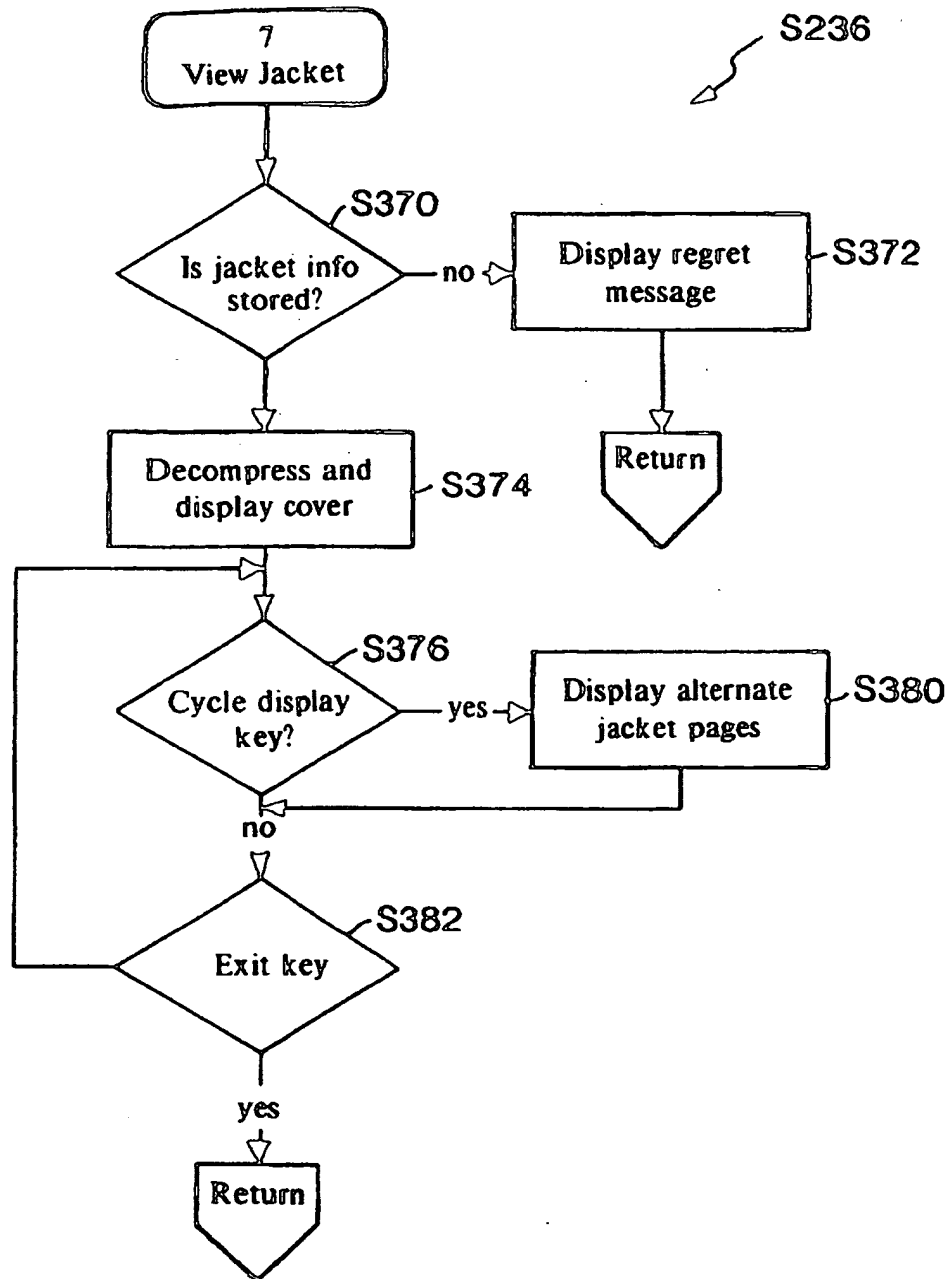 7
View Jacket
S236
S370
Is jacket info
stored?
no
Display regret
message
S372
Return
Decompress and
display cover
S374
S376
Cycle display
key?
yes
Display alternate
jacket pages
S380
no
S382
Exit key
yes
Return